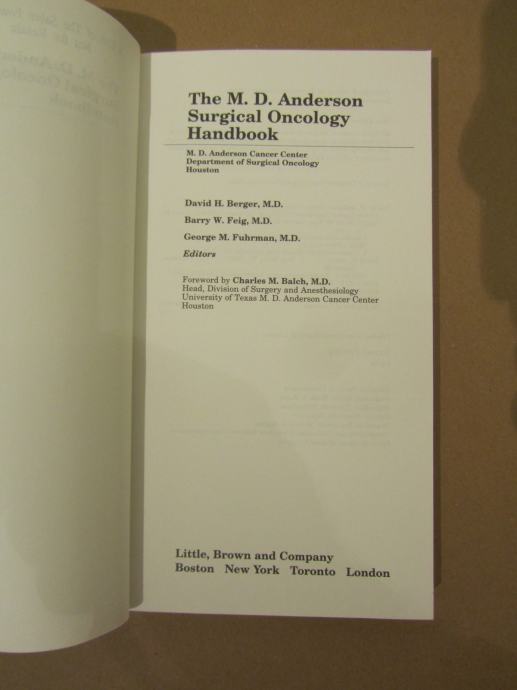 The M. D. Anderson
Surgical Oncology
Handbook
M. D. Anderson Cancer Center
Department of Surgical Oncology
Houston
David H. Berger, M.D.
Barry W. Feig, M.D.
George M. Fuhrman, M.D.
Editors
Foreword by Charles M. Balch, M.D.
Head, Division of Surgery and Anesthesiology
University of Texas M. D. Anderson Cancer Center
Houston
Little, Brown and Company
Boston New York Toronto London